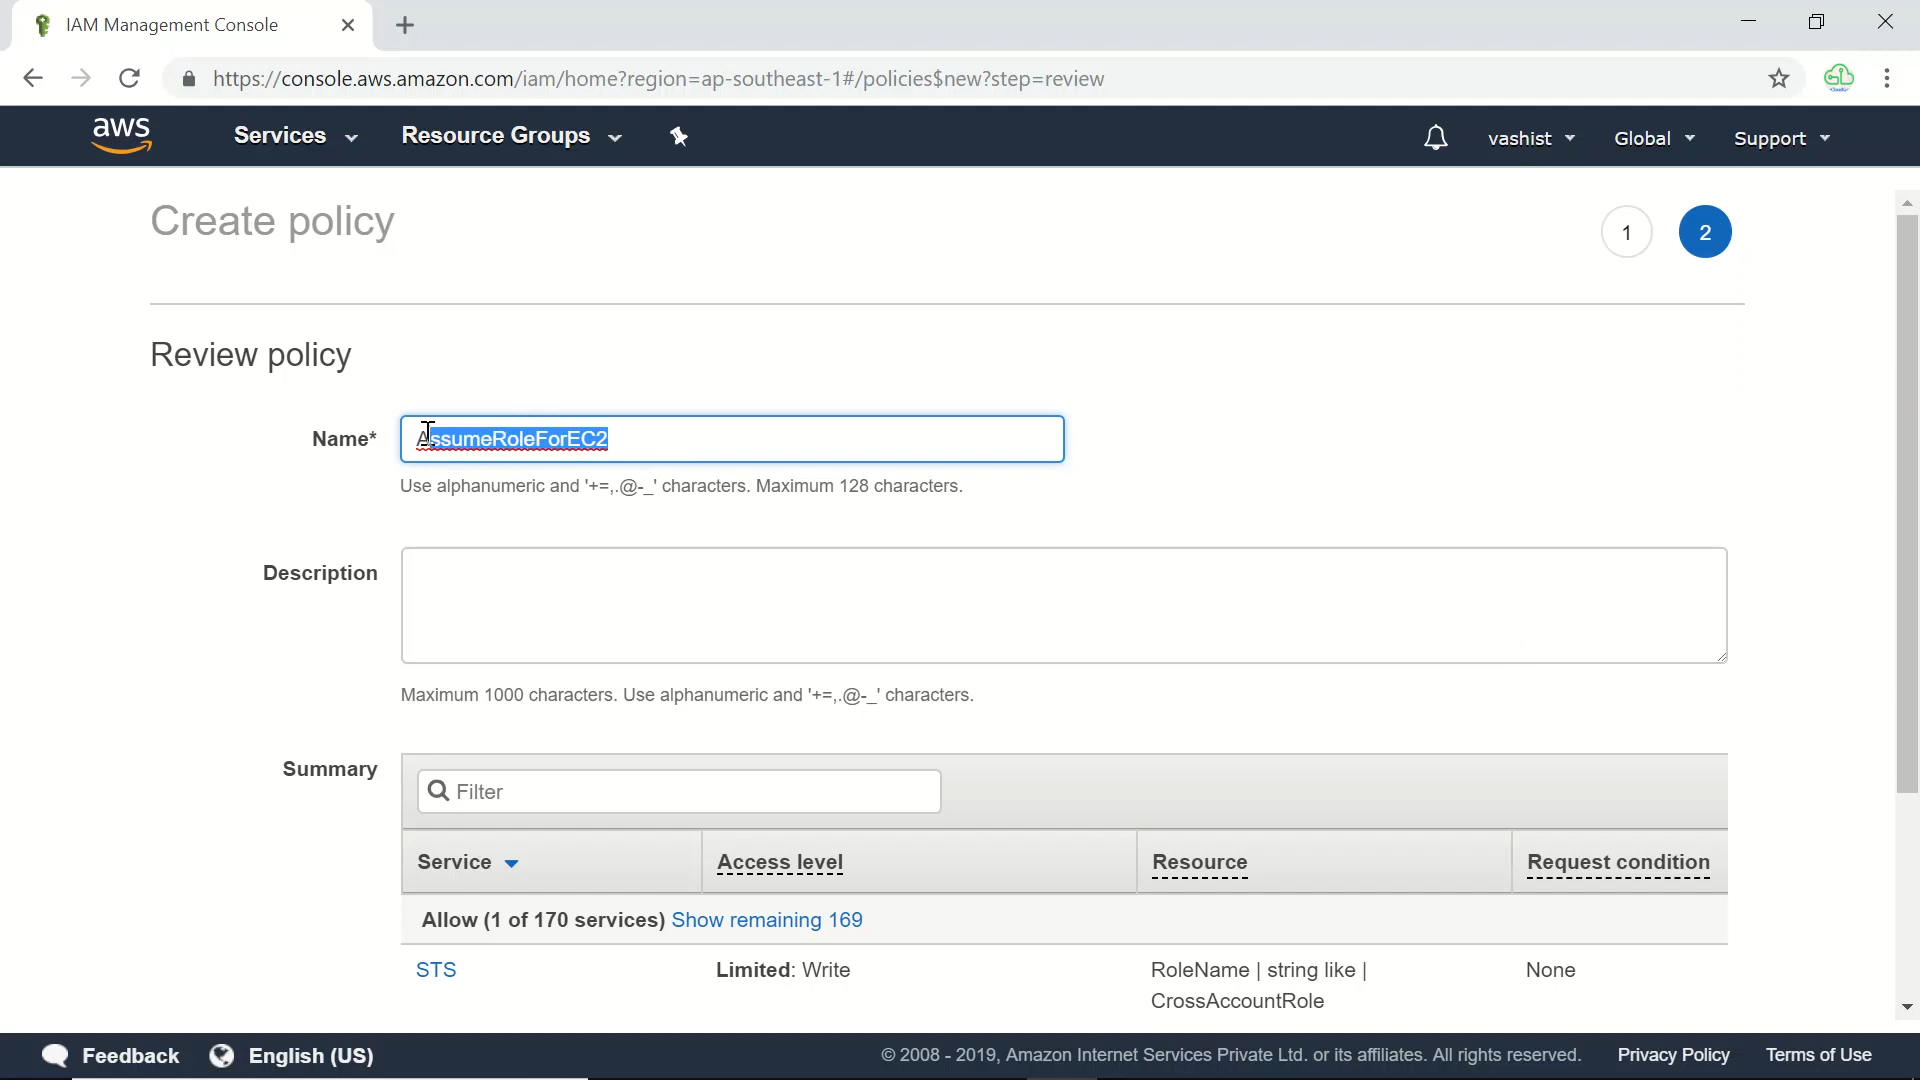 IAM Management Console
https://console.aws.amazon.com/iam/home?region=ap-southeast-1#/policies$new?step=review
aws Services Resource Groups vashist Global Support
Create policy
1 2
Review policy
Name* AssumeRoleForEC2
Use alphanumeric and '+=,.@-_' characters. Maximum 128 characters.
Description
Maximum 1000 characters. Use alphanumeric and '+=,.@-_' characters.
Summary
Filter
Service Access level Resource Request condition
Allow (1 of 170 services) Show remaining 169
STS Limited: Write RoleName | string like | None
CrossAccountRole
Feedback English (US) © 2008 - 2019, Amazon Internet Services Private Ltd. or its affiliates. All rights reserved. Privacy Policy Terms of Use